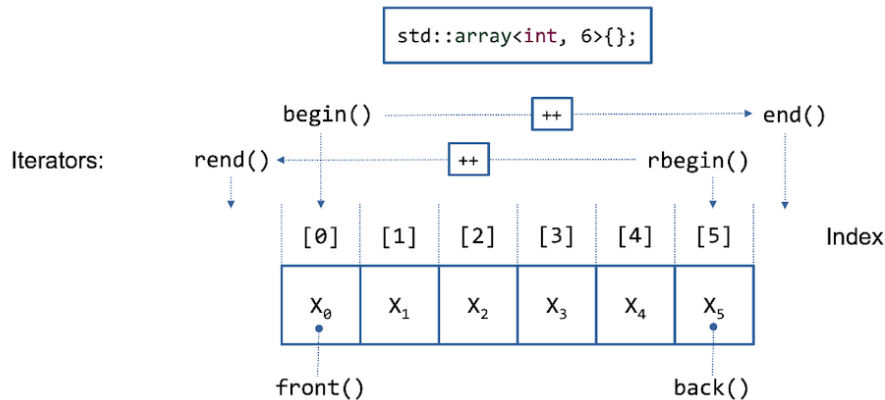 std::array<int, 6>{};
begin() ++ end()
Iterators: rend() ++ rbegin()
[0] [1] [2] [3] [4] [5] Index
X₀ X₁ X₂ X₃ X₄ X₅
front() back()